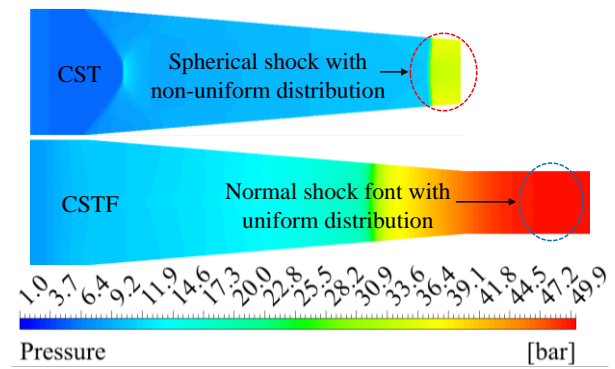 CST
Spherical shock with
non-uniform distribution
CSTF
Normal shock font with
uniform distribution
1.0 3.7 6.4 9.2 11.9 14.6 17.3 20.0 22.8 25.5 28.2 30.9 33.6 36.4 39.1 41.8 44.5 47.2 49.9
Pressure [bar]